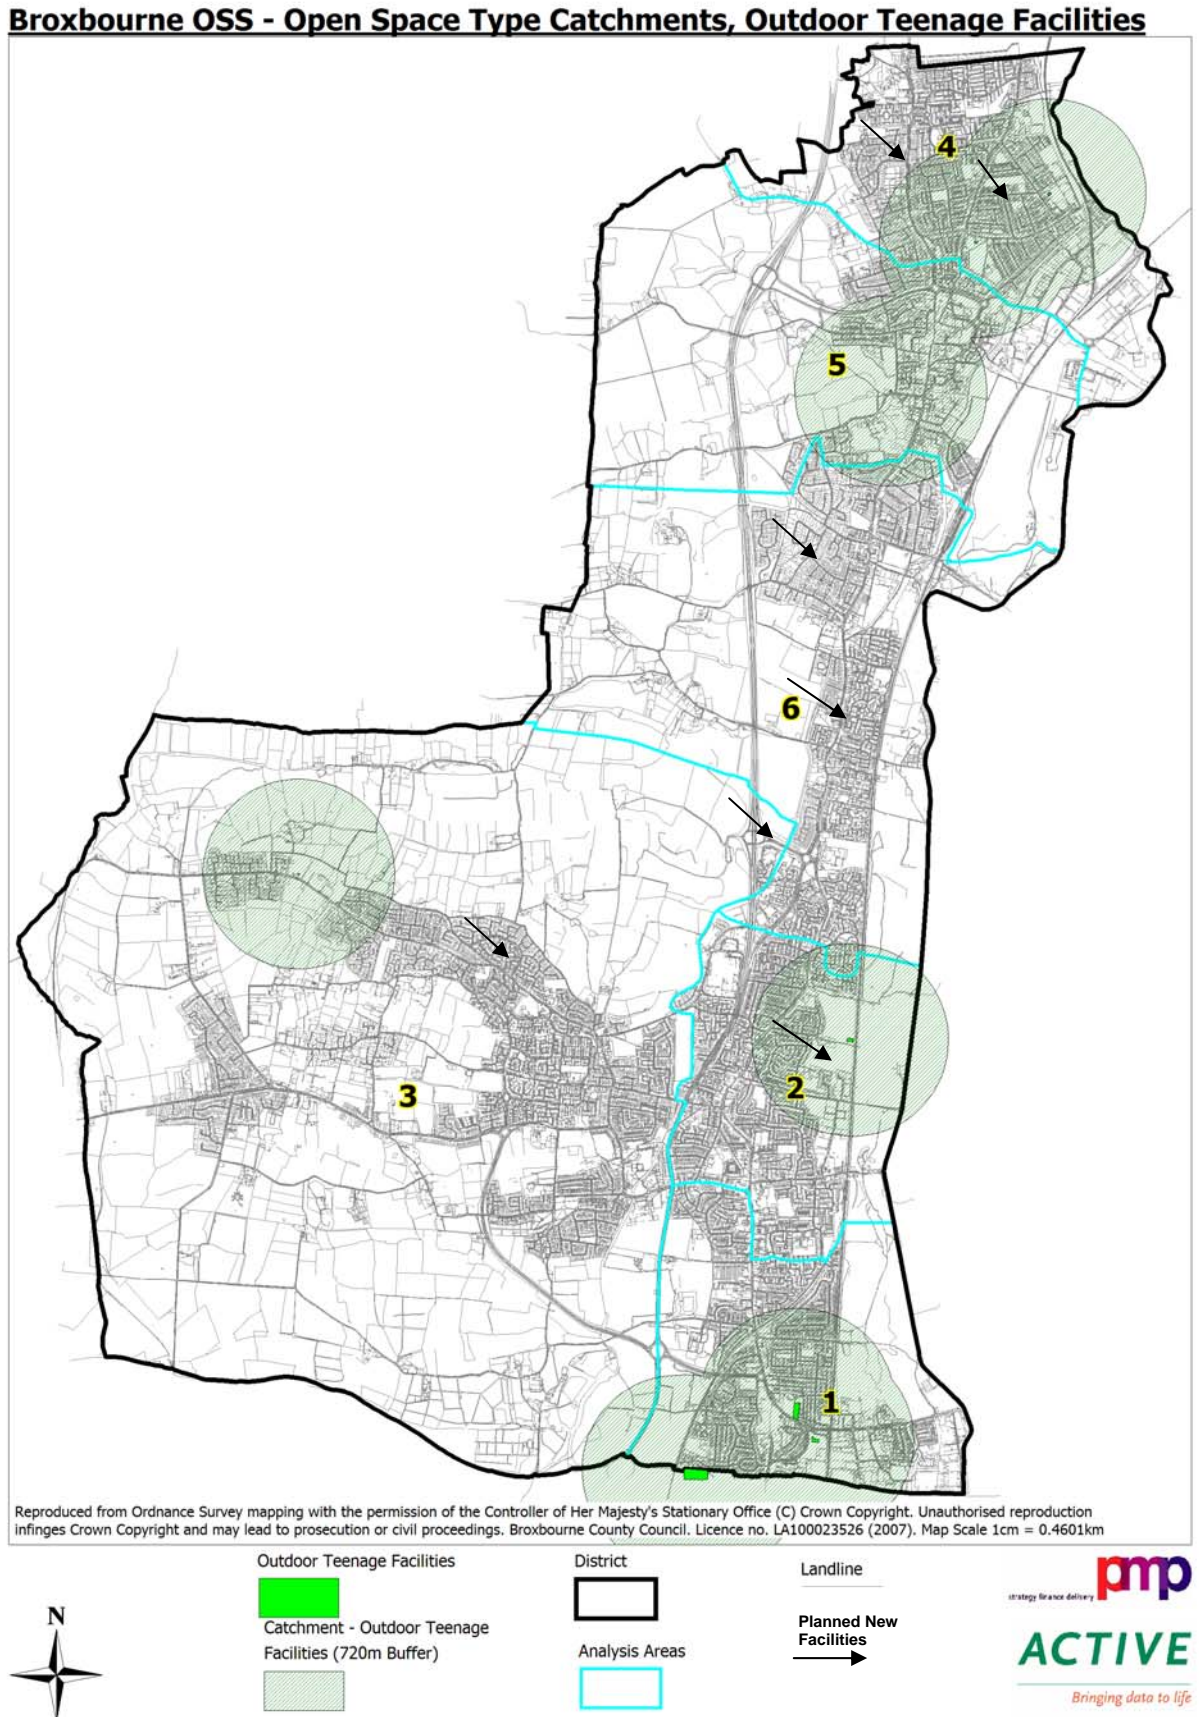 Broxbourne OSS - Open Space Type Catchments, Outdoor Teenage Facilities
4
5
6
3
2
1
Reproduced from Ordnance Survey mapping with the permission of the Controller of Her Majesty's Stationary Office (C) Crown Copyright. Unauthorised reproduction
infinges Crown Copyright and may lead to prosecution or civil proceedings. Broxbourne County Council. Licence no. LA100023526 (2007). Map Scale 1cm = 0.4601km
N
Outdoor Teenage Facilities
Catchment - Outdoor Teenage
Facilities (720m Buffer)
District
Analysis Areas
Landline
Planned New
Facilities
pmp
strategy finance delivery
ACTIVE
Bringing data to life